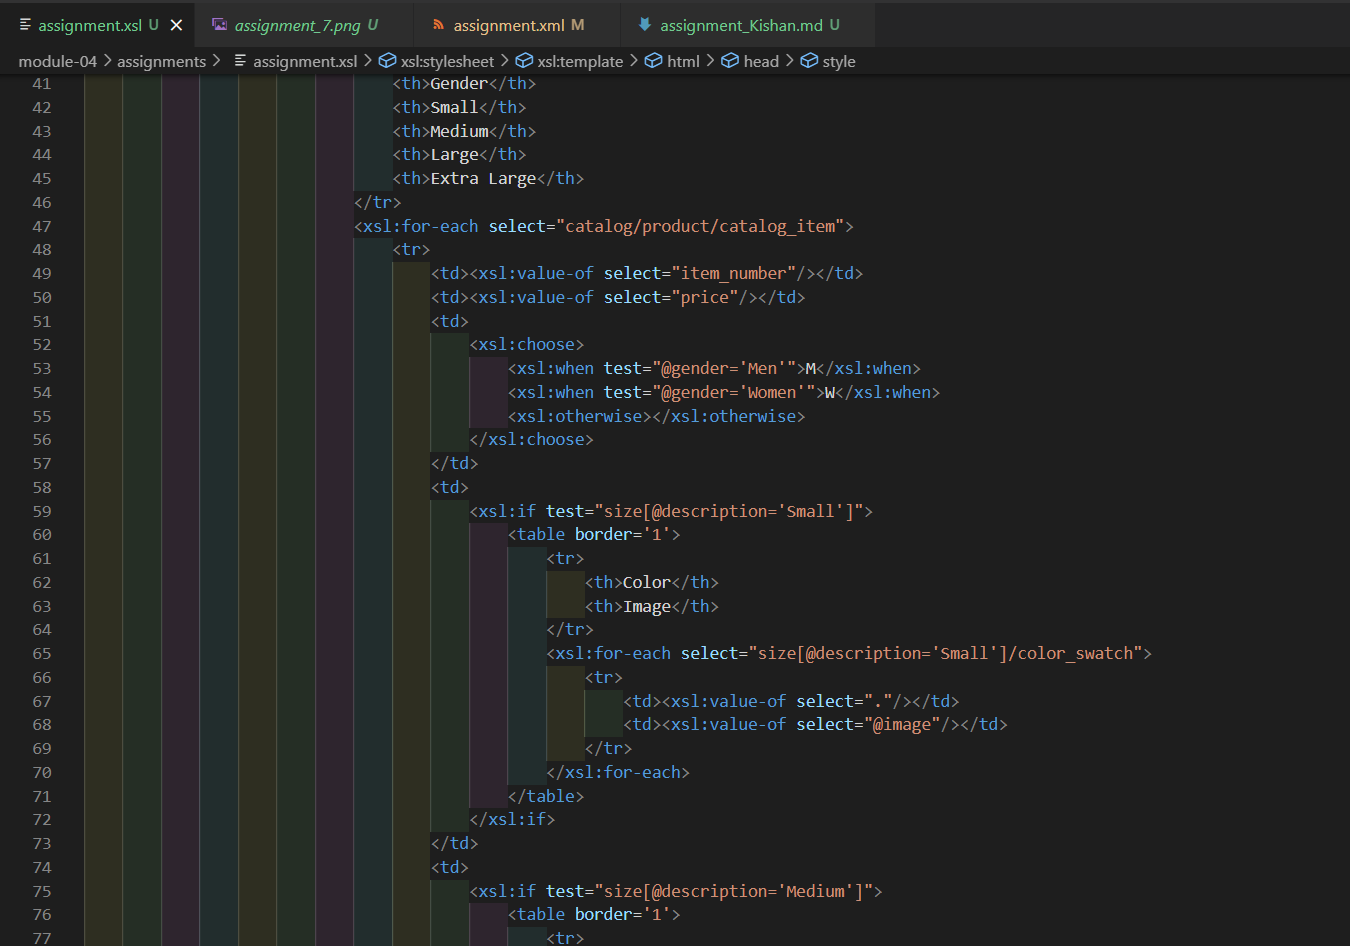 assignment.xsl U assignment_7.png U assignment.xml M assignment_Kishan.md U
module-04 > assignments > assignment.xsl > xsl:stylesheet > xsl:template > html > head > style
41 <th>Gender</th>
42 <th>Small</th>
43 <th>Medium</th>
44 <th>Large</th>
45 <th>Extra Large</th>
46 </tr>
47 <xsl:for-each select="catalog/product/catalog_item">
48 <tr>
49 <td><xsl:value-of select="item_number"/></td>
50 <td><xsl:value-of select="price"/></td>
51 <td>
52 <xsl:choose>
53 <xsl:when test="@gender='Men'">M</xsl:when>
54 <xsl:when test="@gender='Women'">W</xsl:when>
55 <xsl:otherwise></xsl:otherwise>
56 </xsl:choose>
57 </td>
58 <td>
59 <xsl:if test="size[@description='Small']">
60 <table border='1'>
61 <tr>
62 <th>Color</th>
63 <th>Image</th>
64 </tr>
65 <xsl:for-each select="size[@description='Small']/color_swatch">
66 <tr>
67 <td><xsl:value-of select="."/></td>
68 <td><xsl:value-of select="@image"/></td>
69 </tr>
70 </xsl:for-each>
71 </table>
72 </xsl:if>
73 </td>
74 <td>
75 <xsl:if test="size[@description='Medium']">
76 <table border='1'>
77 <tr>